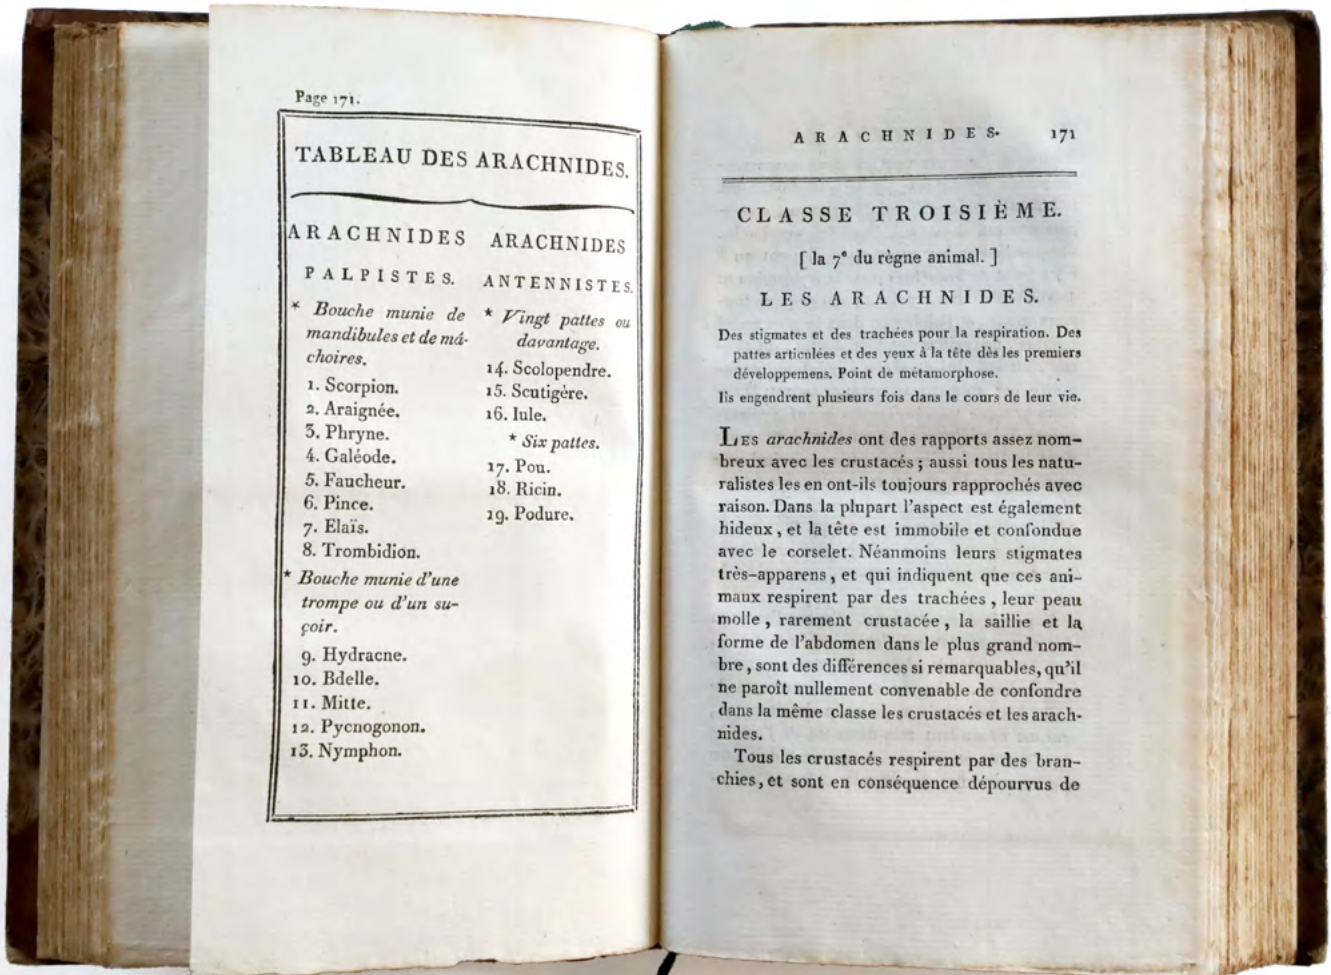 Page 171.
TABLEAU DES ARACHNIDES.
ARACHNIDES
PALPISTES.
* Bouche munie de
mandibules et de má-
choires.
1. Scorpion.
2. Araignée.
3. Phryne.
4. Galéode.
5. Faucheur.
6. Pince.
7. Elaïs.
8. Trombidion.
* Bouche munie d'une
trompe ou d'un su-
çoir.
9. Hydracne.
10. Bdelle.
11. Mitte.
12. Pycnogonon.
13. Nymphon.
ARACHNIDES
ANTENNISTES.
* Vingt pattes ou
davantage.
14. Scolopendre.
15. Scutigère.
16. Iule.
* Six pattes.
17. Pou.
18. Ricin.
19. Podure.
ARACHNIDES. 171
CLASSE TROISIÈME.
[ la 7e du règne animal. ]
LES ARACHNIDES.
Des stigmates et des trachées pour la respiration. Des
pattes articulées et des yeux à la tête dès les premiers
développemens. Point de métamorphose.
Ils engendrent plusieurs fois dans le cours de leur vie.
LES arachnides ont des rapports assez nom-
breux avec les crustacés ; aussi tous les natu-
ralistes les en ont-ils toujours rapprochés avec
raison. Dans la plupart l'aspect est également
hideux, et la tête est immobile et confondue
avec le corselet. Néanmoins leurs stigmates
très-apparens, et qui indiquent que ces ani-
maux respirent par des trachées, leur peau
molle, rarement crustacée, la saillie et la
forme de l'abdomen dans le plus grand nom-
bre, sont des différences si remarquables, qu'il
ne paroît nullement convenable de confondre
dans la même classe les crustacés et les arach-
nides.
Tous les crustacés respirent par des bran-
chies, et sont en conséquence dépourvus de